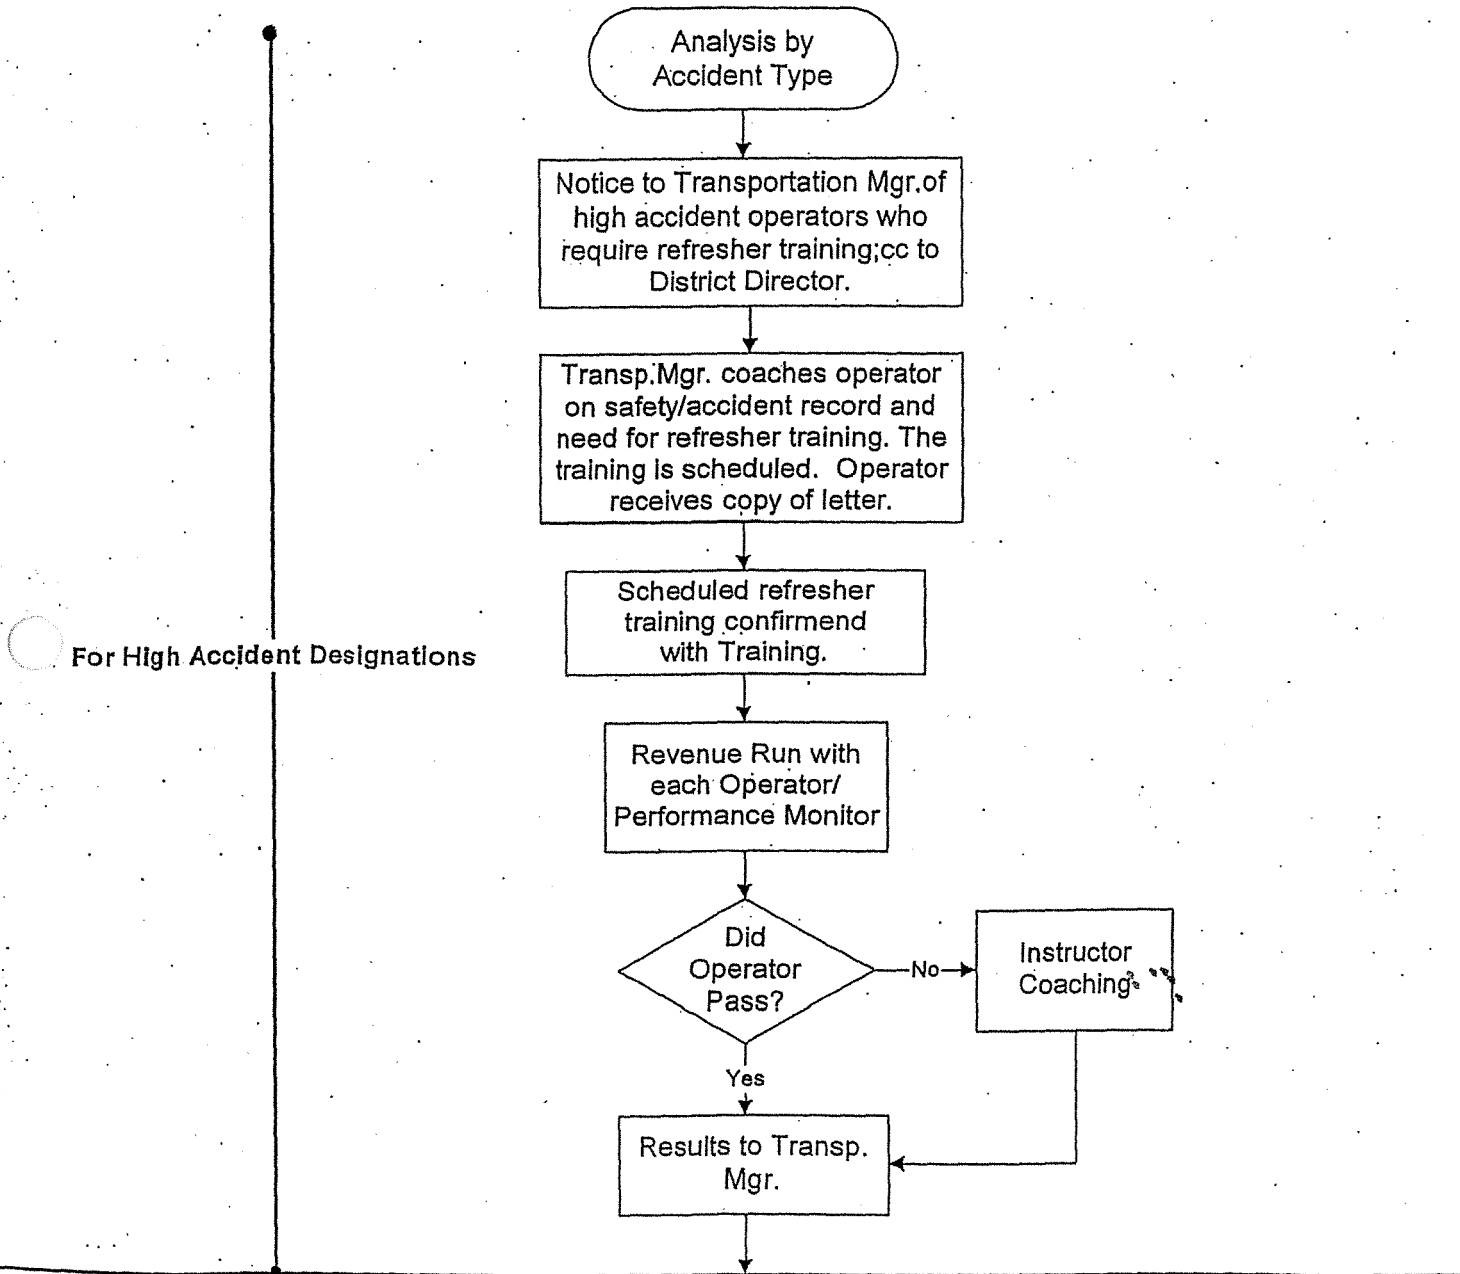 Analysis by
Accident Type
Notice to Transportation Mgr.of
high accident operators who
require refresher training;cc to
District Director.
Transp.Mgr. coaches operator
on safety/accident record and
need for refresher training. The
training is scheduled. Operator
receives copy of letter.
Scheduled refresher
training confirmend
with Training.
For High Accident Designations
Revenue Run with
each Operator/
Performance Monitor
Did
Operator
Pass?
No
Instructor
Coaching
Yes
Results to Transp.
Mgr.